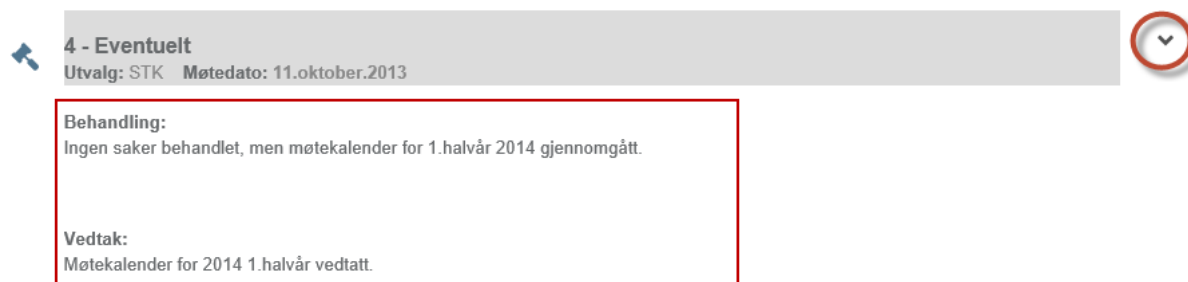 4 - Eventuelt
Utvalg: STK Møtedato: 11.oktober.2013
Behandling:
Ingen saker behandlet, men møtekalender for 1.halvår 2014 gjennomgått.
Vedtak:
Møtekalender for 2014 1.halvår vedtatt.